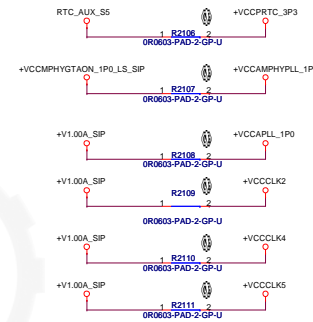 RTC_AUX_S5 +VCCPRTC_3P3
1 R2106 2
0R0603-PAD-2-GP-U
+VCCMPHYGTAON_1P0_LS_SIP +VCCAMPHYPLL_1P
1 R2107 2
0R0603-PAD-2-GP-U
+V1.00A_SIP +VCCAPLL_1P0
1 R2108 2
0R0603-PAD-2-GP-U
+V1.00A_SIP +VCCCLK2
R2109
1 2
0R0603-PAD-2-GP-U
+V1.00A_SIP +VCCCLK4
1 R2110 2
0R0603-PAD-2-GP-U
+V1.00A_SIP +VCCCLK5
1 R2111 2
0R0603-PAD-2-GP-U